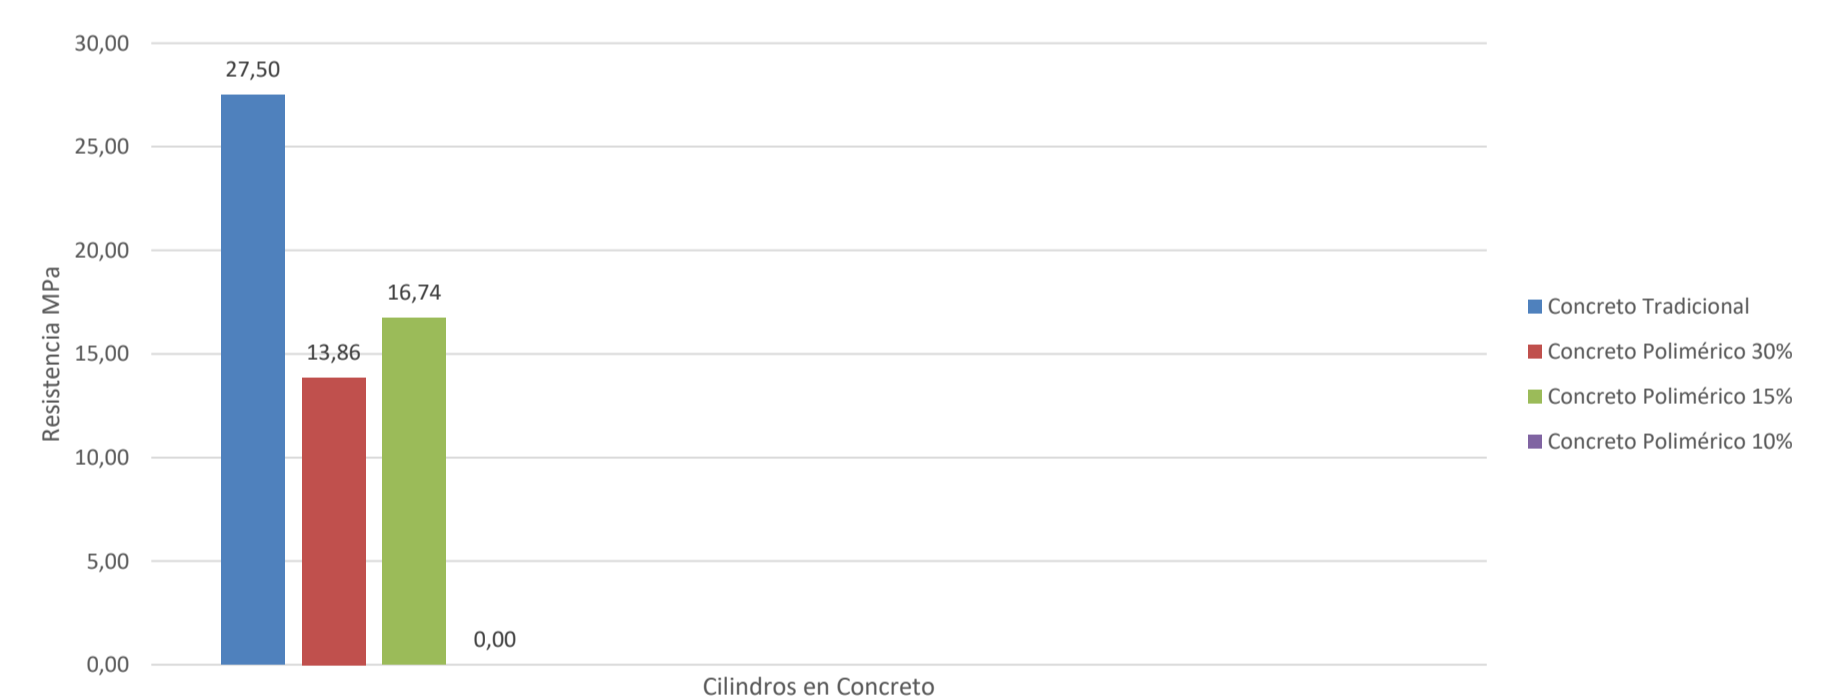 30,00
27,50
25,00
20,00
16,74
15,00
13,86
10,00
5,00
0,00
0,00
Resistencia MPa
Cilindros en Concreto
Concreto Tradicional
Concreto Polimérico 30%
Concreto Polimérico 15%
Concreto Polimérico 10%